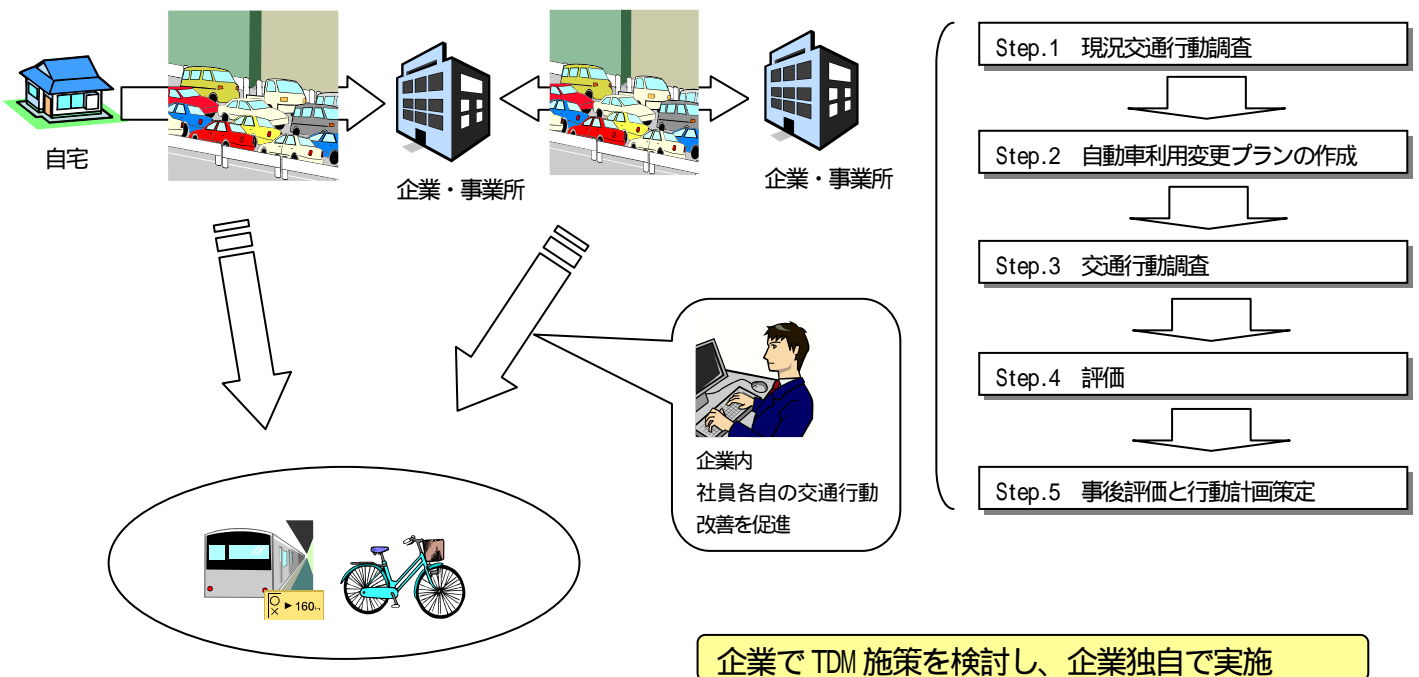 自宅
企業・事業所
企業・事業所
Step.1 現況交通行動調査
Step.2 自動車利用変更プランの作成
Step.3 交通行動調査
Step.4 評価
Step.5 事後評価と行動計画策定
企業内
社員各自の交通行動
改善を促進
○
× ▶160
企業でTDM施策を検討し、企業独自で実施